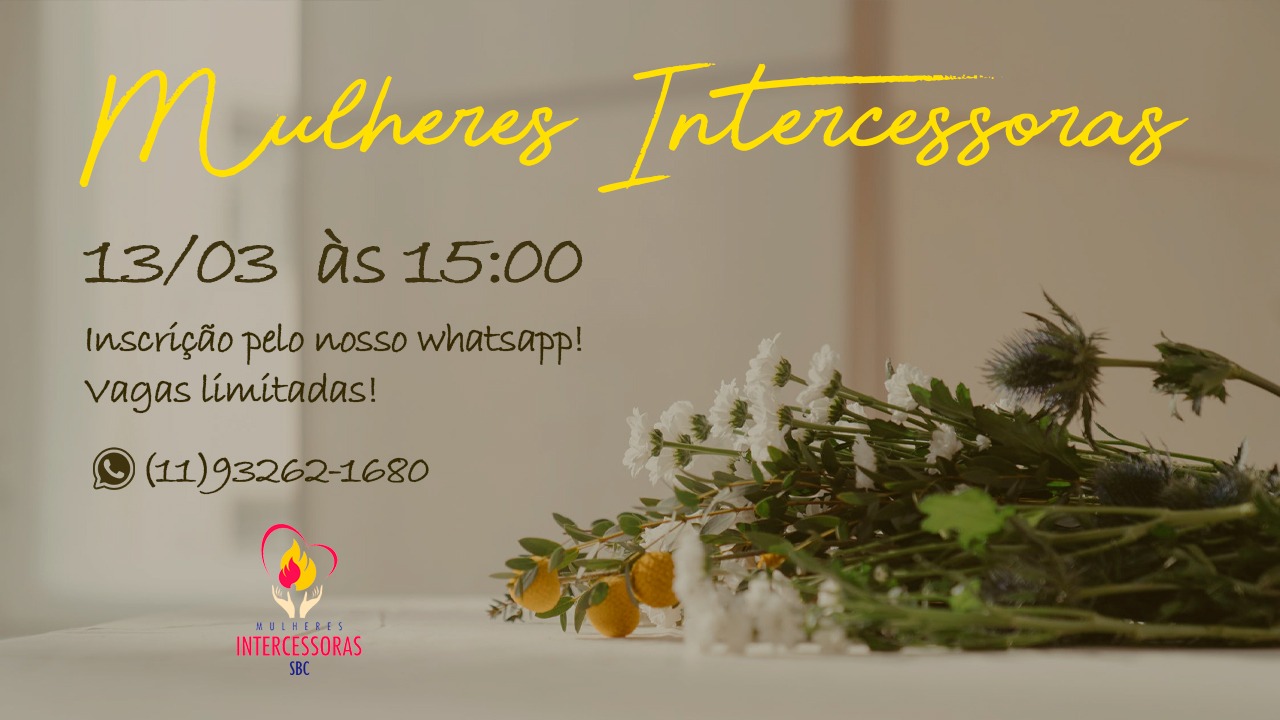 Mulheres Intercessoras
13/03 às 15:00
Inscrição pelo nosso whatsapp!
Vagas limitadas!
(11)93262-1680
MULHERES
INTERCESSORAS
SBC